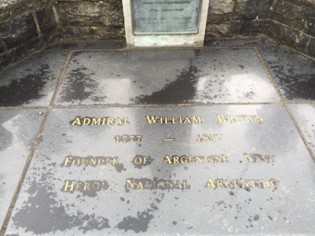 Admiral William Brown
1777 – 1857
Founder of Argentine Navy
Heroe Nacional Argentino